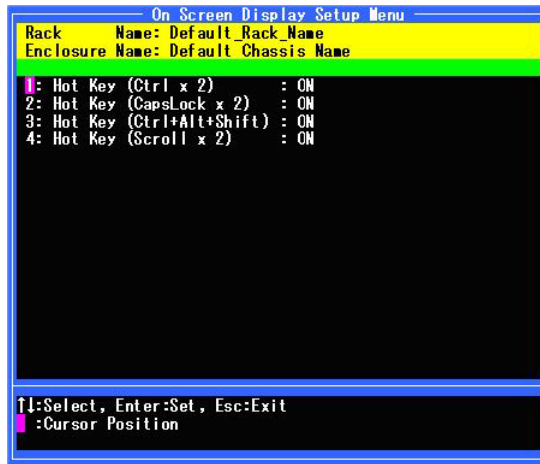 On Screen Display Setup Menu
Rack Name: Default_Rack_Name
Enclosure Name: Default Chassis Name
1: Hot Key (Ctrl x 2) : ON
2: Hot Key (CapsLock x 2) : ON
3: Hot Key (Ctrl+Alt+Shift) : ON
4: Hot Key (Scroll x 2) : ON
↑↓:Select, Enter:Set, Esc:Exit
:Cursor Position